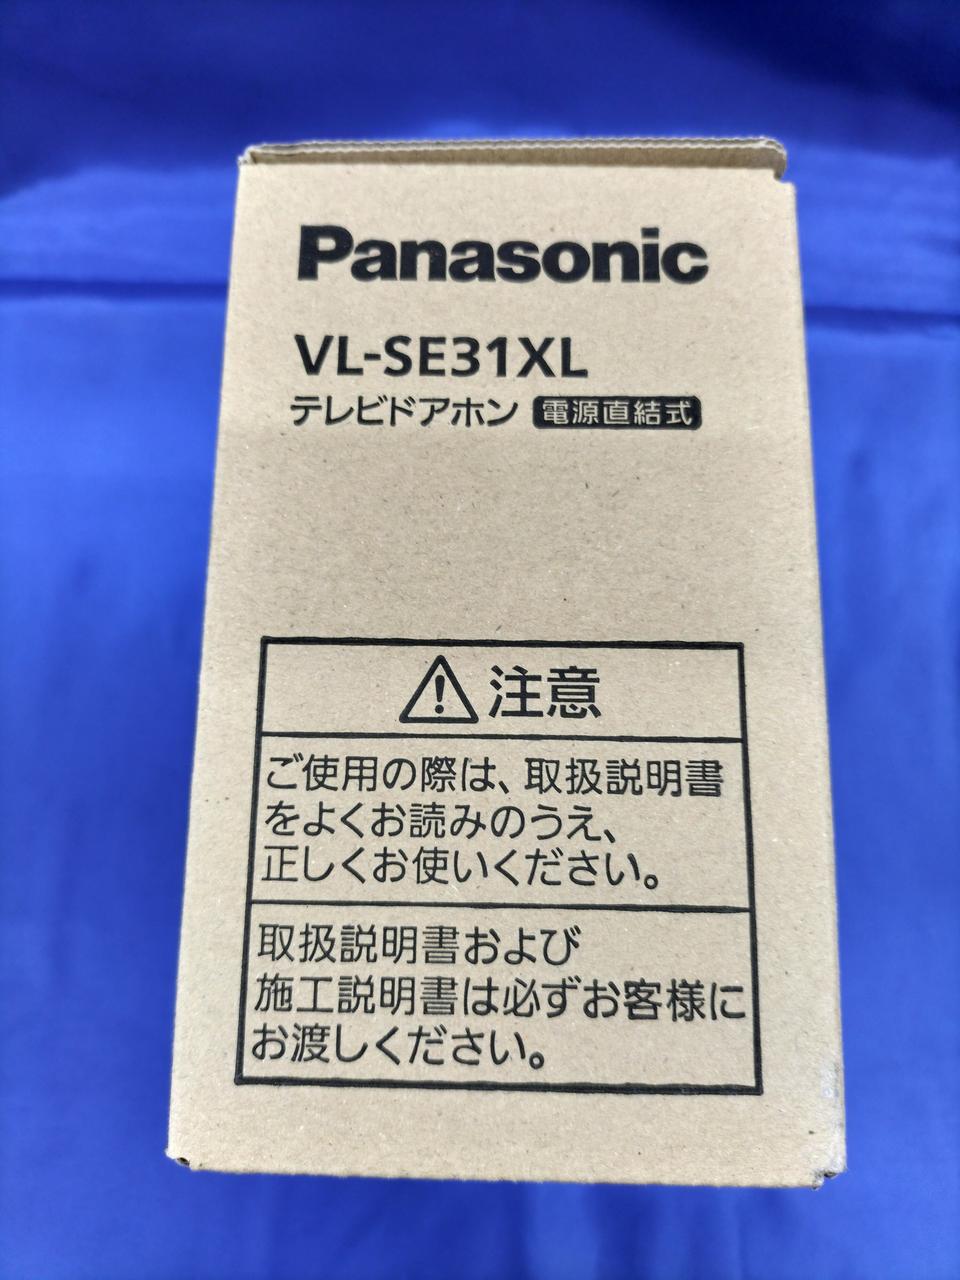 Panasonic
VL-SE31XL
テレビドアホン 電源直結式
注意
ご使用の際は、取扱説明書
をよくお読みのうえ、
正しくお使いください。
取扱説明書および
施工説明書は必ずお客様に
お渡しください。